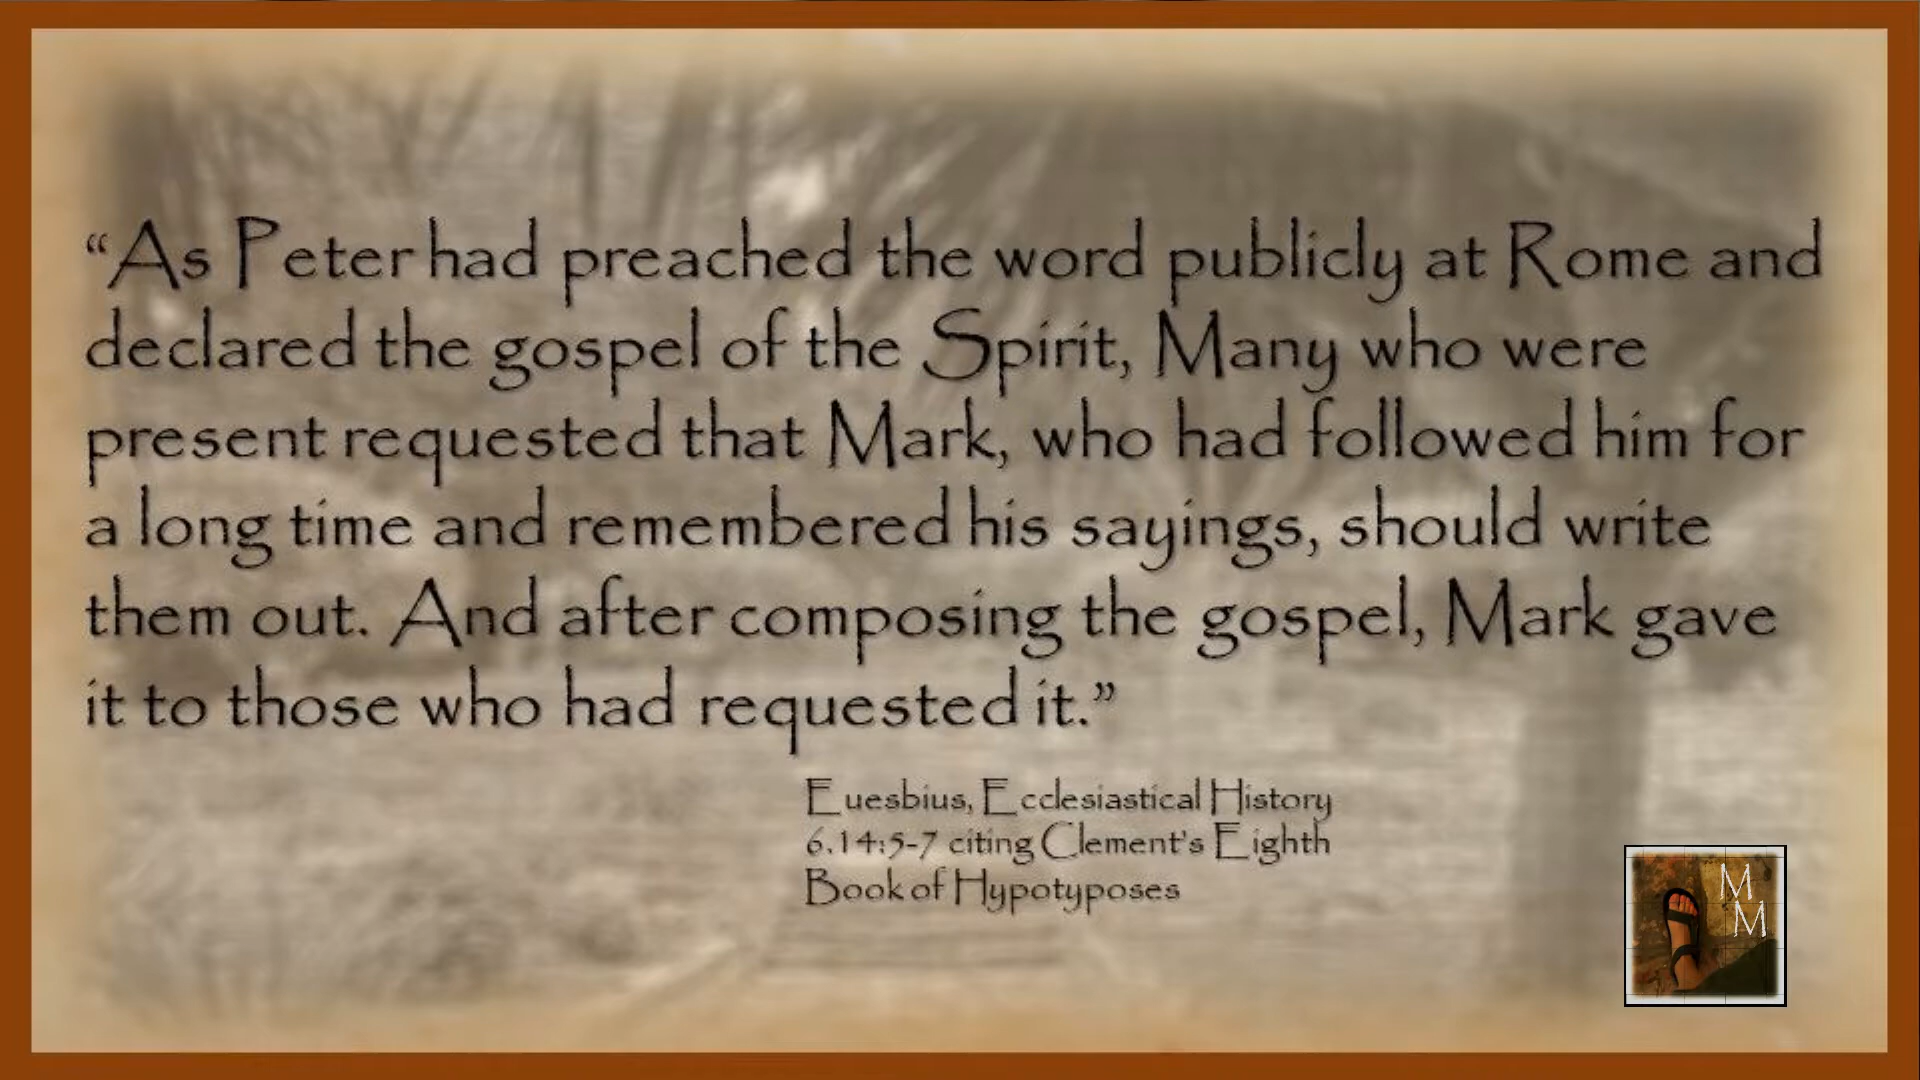 “As Peter had preached the word publicly at Rome and
declared the gospel of the Spirit, Many who were
present requested that Mark, who had followed him for
a long time and remembered his sayings, should write
them out. And after composing the gospel, Mark gave
it to those who had requested it.”
Euesbius, Ecclesiastical History
6.14:5-7 citing Clement's Eighth
Book of Hypotyposes
M
M